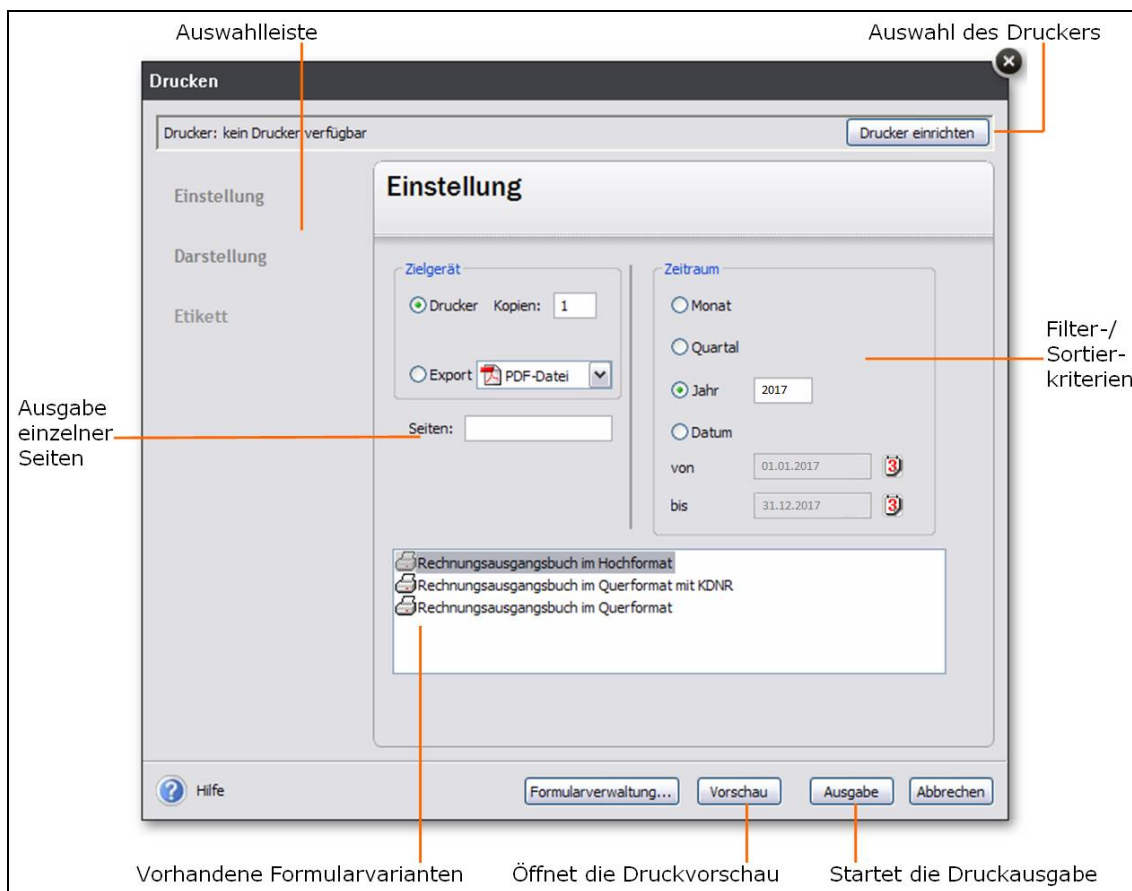 Auswahlleiste
Auswahl des Druckers
Drucken
Drucker: kein Drucker verfügbar
Drucker einrichten
Einstellung
Darstellung
Etikett
Einstellung
Zielgerät
Drucker Kopien: 1
Export PDF-Datei
Seiten:
Zeitraum
Monat
Quartal
Jahr 2017
Datum
von 01.01.2017 3
bis 31.12.2017 3
Filter-/
Sortier-
kriterien
Ausgabe
einzelner
Seiten
Rechnungsausgangsbuch im Hochformat
Rechnungsausgangsbuch im Querformat mit KDNR
Rechnungsausgangsbuch im Querformat
? Hilfe
Formularverwaltung...
Vorschau
Ausgabe
Abbrechen
Vorhandene Formularvarianten
Öffnet die Druckvorschau
Startet die Druckausgabe